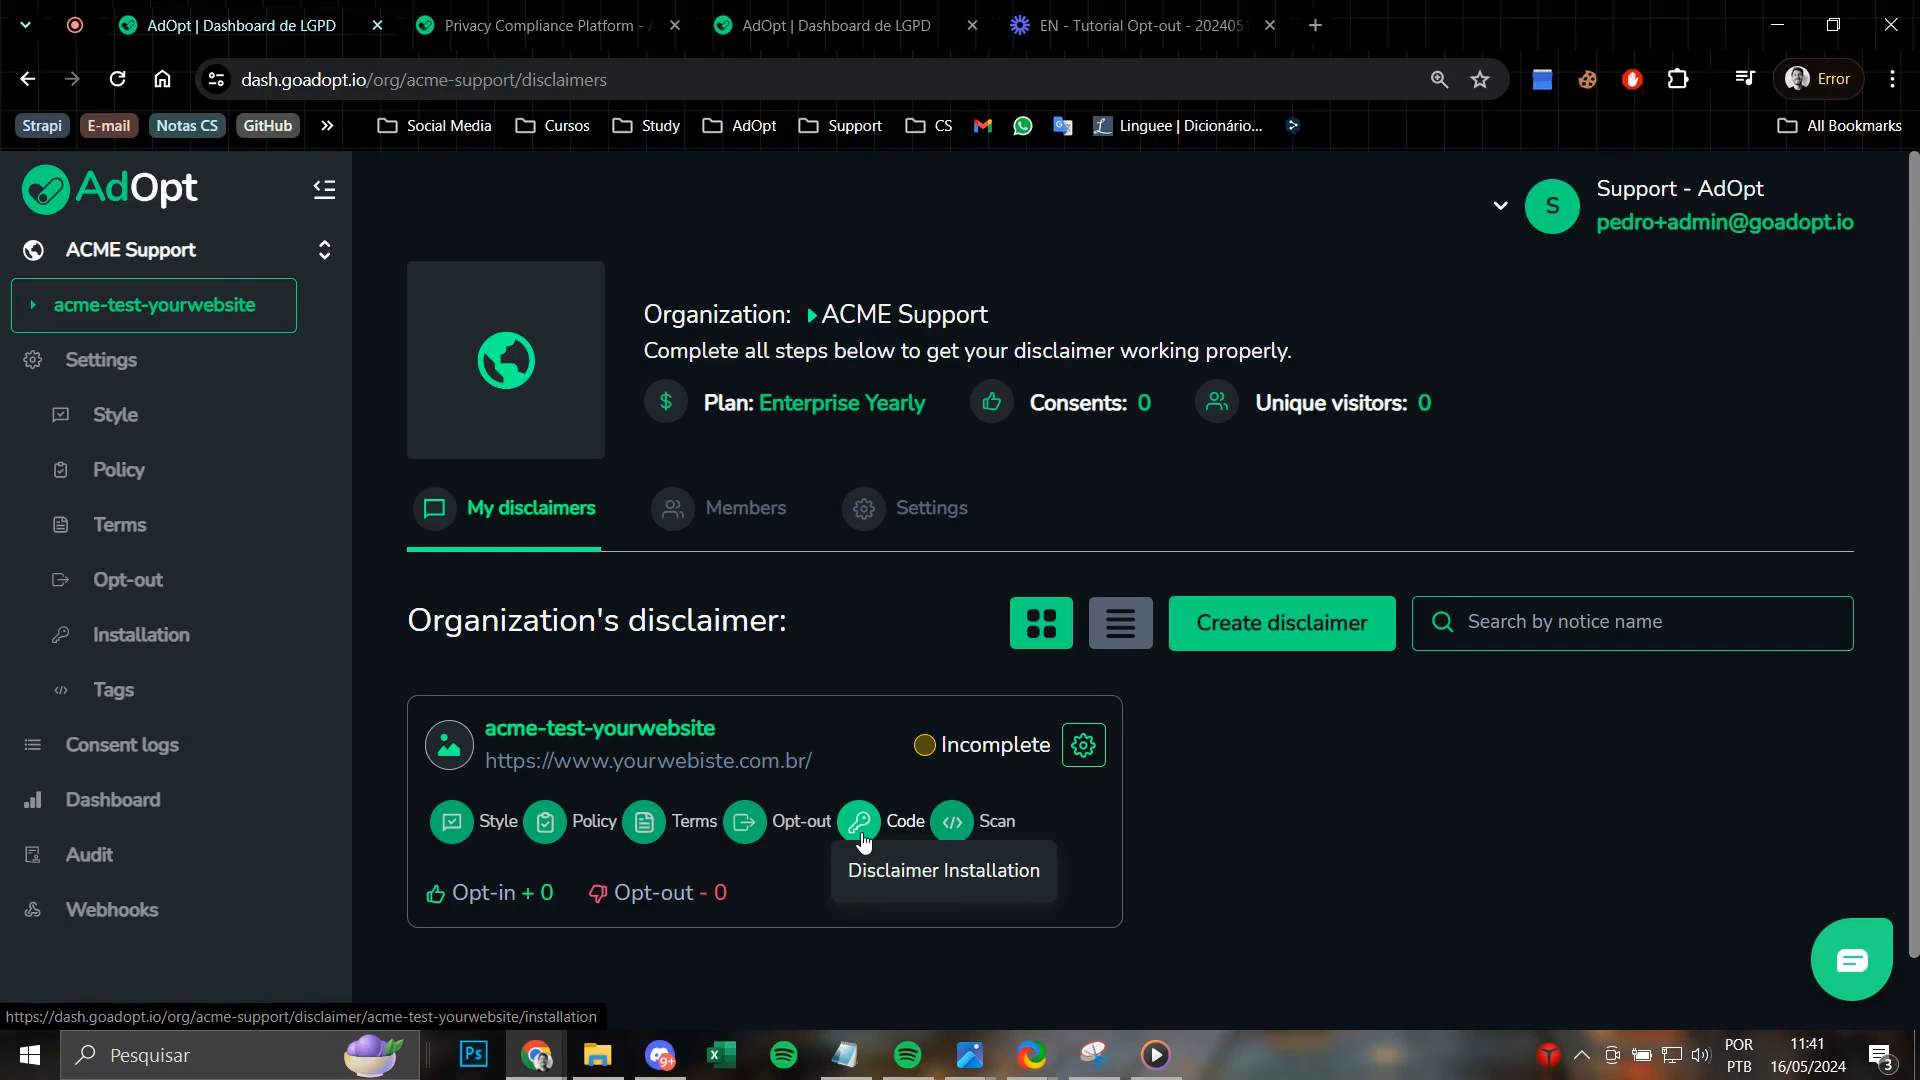 AdOpt | Dashboard de LGPD
Privacy Compliance Platform -
AdOpt | Dashboard de LGPD
EN - Tutorial Opt-out - 202405
dash.goadopt.io/org/acme-support/disclaimers
Error
Strapi
E-mail
Notas CS
GitHub
Social Media
Cursos
Study
AdOpt
Support
CS
Linguee | Dicionário...
All Bookmarks
AdOpt
ACME Support
acme-test-yourwebsite
Settings
Style
Policy
Terms
Opt-out
Installation
Tags
Consent logs
Dashboard
Audit
Webhooks
S
Support - AdOpt
pedro+admin@goadopt.io
Organization: ACME Support
Complete all steps below to get your disclaimer working properly.
Plan: Enterprise Yearly
Consents: 0
Unique visitors: 0
My disclaimers
Members
Settings
Organization's disclaimer:
Create disclaimer
Search by notice name
acme-test-yourwebsite
https://www.yourwebiste.com.br/
Incomplete
Style
Policy
Terms
Opt-out
Code
Scan
Disclaimer Installation
Opt-in + 0
Opt-out - 0
https://dash.goadopt.io/org/acme-support/disclaimer/acme-test-yourwebsite/installation
Pesquisar
Ps
9+
POR
PTB
11:41
16/05/2024
3